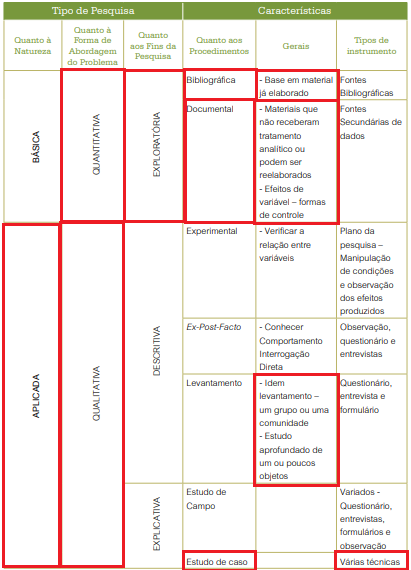 Tipo de Pesquisa
Características
Quanto à
Natureza
Quanto à
Forma de
Abordagem
do Problema
Quanto
aos Fins da
Pesquisa
Quanto aos
Procedimentos
Gerais
Tipos de
instrumento
BÁSICA
QUANTITATIVA
EXPLORATÓRIA
Bibliográfica
- Base em material
já elaborado
Fontes
Bibliográficas
Documental
- Materiais que
não receberam
tratamento
analítico ou
podem ser
reelaborados
- Efeitos de
variável – formas
de controle
Fontes
Secundárias de
dados
APLICADA
QUALITATIVA
DESCRITIVA
Experimental
- Verificar a
relação entre
variáveis
Plano da
pesquisa –
Manipulação
de condições
e observação
dos efeitos
produzidos
Ex-Post-Facto
- Conhecer
Comportamento
Interrogação
Direta
Observação,
questionário e
entrevistas
Levantamento
- Idem
levantamento –
um grupo ou uma
comunidade
- Estudo
aprofundado de
um ou poucos
objetos
Questionário,
entrevista e
formulário
EXPLICATIVA
Estudo de
Campo
Variados -
Questionário,
entrevistas,
formulários e
observação
Estudo de caso
Várias técnicas